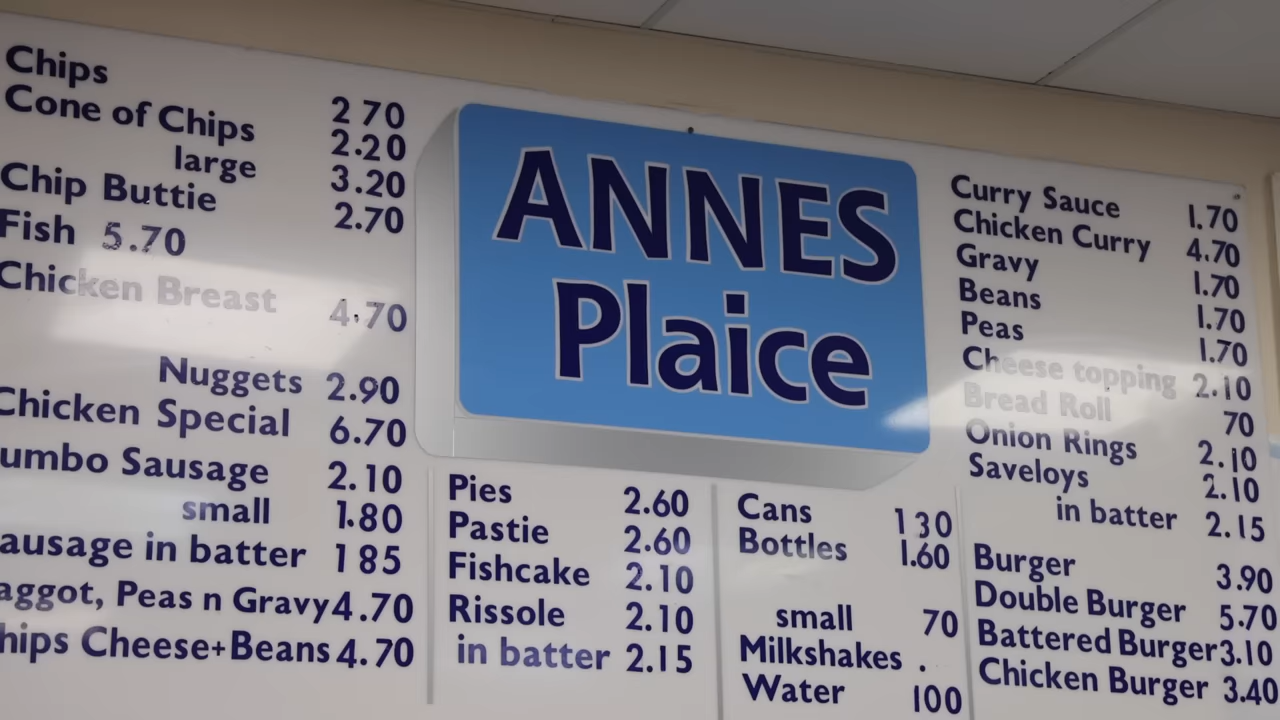 Chips 2 70
Cone of Chips 2.20
large 3.20
Chip Buttie 2.70
Fish 5.70
Chicken Breast 4.70
Nuggets 2.90
Chicken Special 6.70
umbo Sausage 2.10
small 1.80
ausage in batter 1 85
aggot, Peas n Gravy 4.70
hips Cheese+Beans 4.70
ANNES
Plaice
Pies 2.60
Pastie 2.60
Fishcake 2.10
Rissole 2.10
in batter 2.15
Cans 1 30
Bottles 1.60
small 70
Milkshakes .
Water 100
Curry Sauce 1.70
Chicken Curry 4.70
Gravy 1.70
Beans 1.70
Peas 1.70
Cheese topping 2.10
Bread Roll 70
Onion Rings 2.10
Saveloys 2.10
in batter 2.15
Burger 3.90
Double Burger 5.70
Battered Burger 3.10
Chicken Burger 3.40